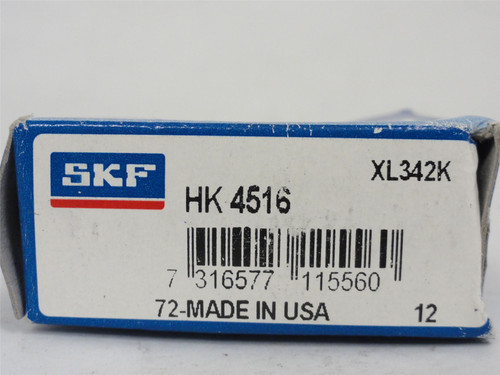 SKF
XL342K
HK 4516
7 316577 115560
72-MADE IN USA 12